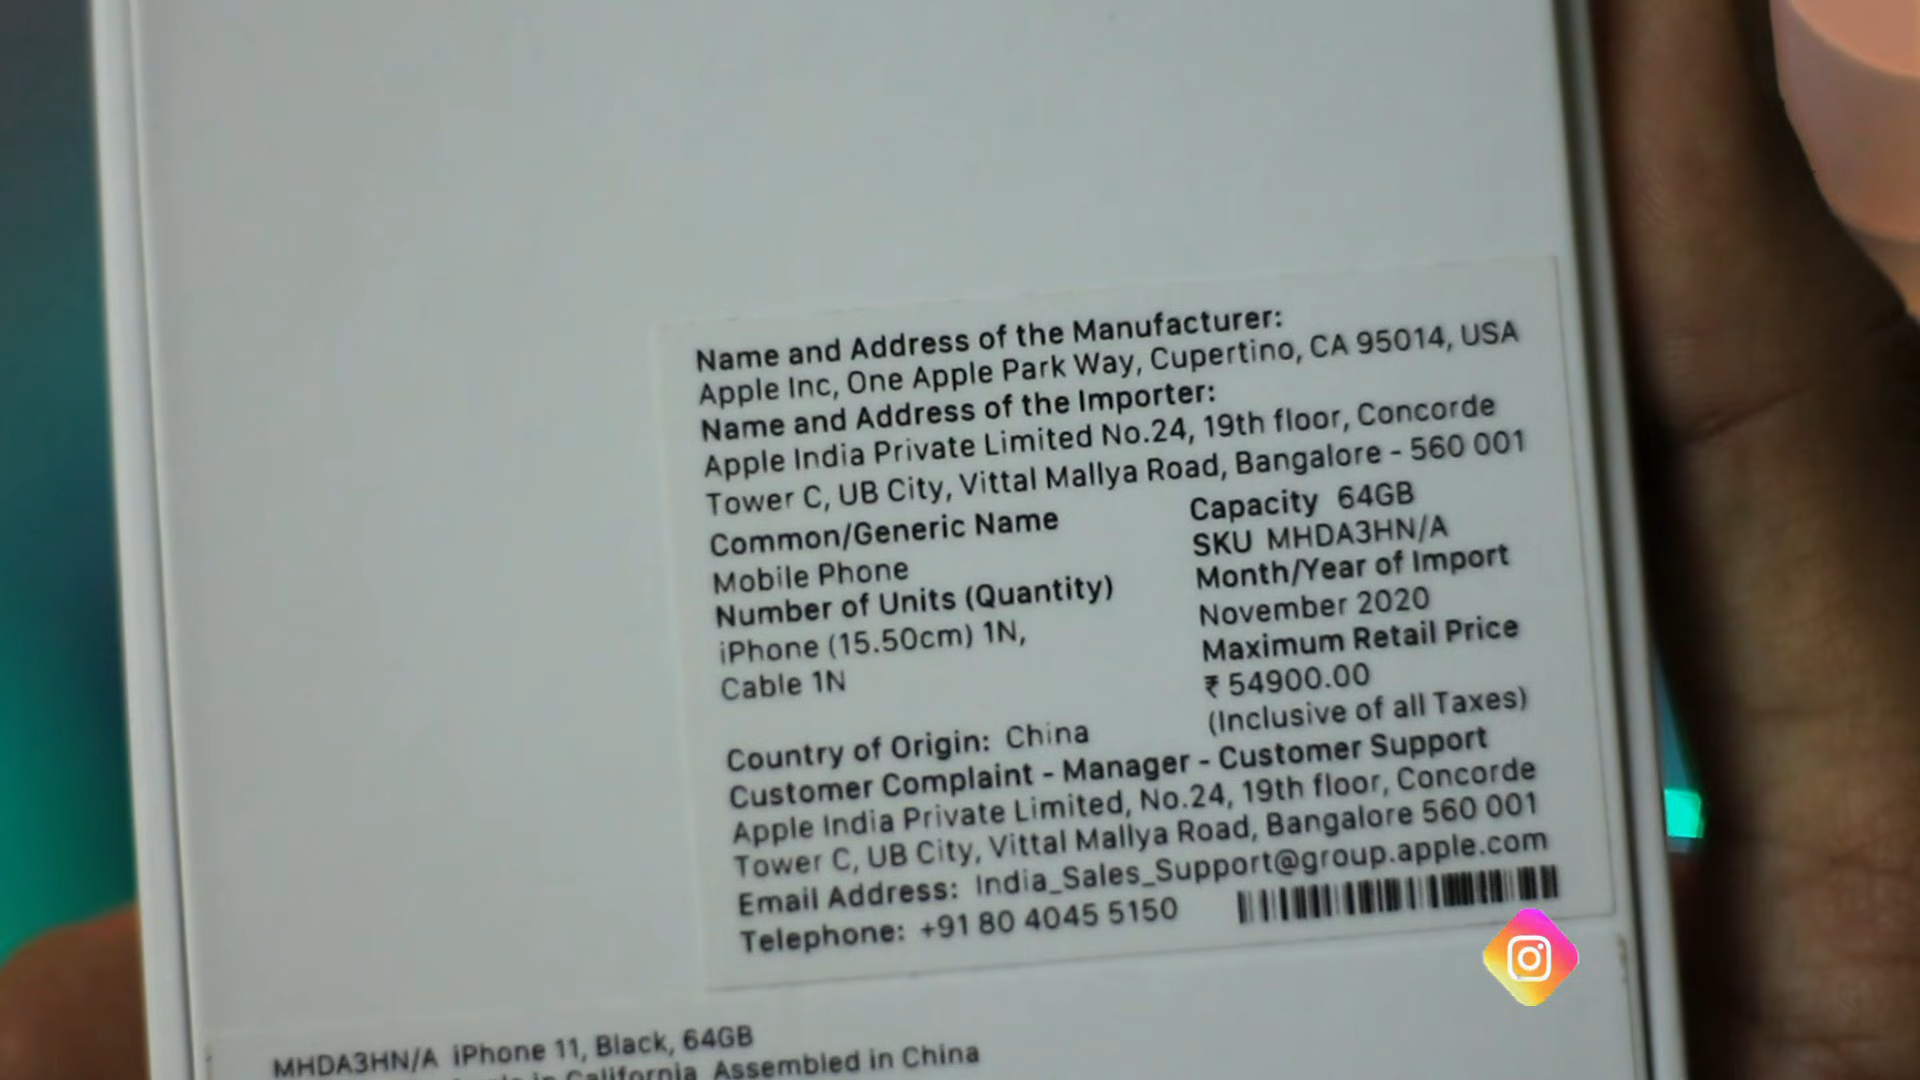 Name and Address of the Manufacturer:
Apple Inc, One Apple Park Way, Cupertino, CA 95014, USA
Name and Address of the Importer:
Apple India Private Limited No.24, 19th floor, Concorde
Tower C, UB City, Vittal Mallya Road, Bangalore - 560 001
Common/Generic Name
Mobile Phone
Number of Units (Quantity)
iPhone (15.50cm) 1N,
Cable 1N
Capacity 64GB
SKU MHDA3HN/A
Month/Year of Import
November 2020
Maximum Retail Price
₹ 54900.00
(Inclusive of all Taxes)
Country of Origin: China
Customer Complaint - Manager - Customer Support
Apple India Private Limited, No.24, 19th floor, Concorde
Tower C, UB City, Vittal Mallya Road, Bangalore 560 001
Email Address: India_Sales_Support@group.apple.com
Telephone: +91 80 4045 5150
MHDA3HN/A iPhone 11, Black, 64GB
in California Assembled in China